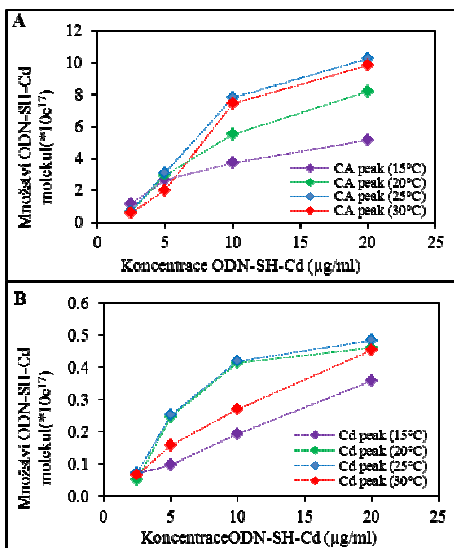 A
Množství ODN-SH-Cd
molekul(*10e¹⁷)
12
10
8
6
4
2
0
CA peak (15°C)
CA peak (20°C)
CA peak (25°C)
CA peak (30°C)
0 5 10 15 20 25
Koncentrace ODN-SH-Cd (µg/ml)
B
Množství ODN-SH-Cd
molekul(*10e¹⁷)
0.6
0.5
0.4
0.3
0.2
0.1
0.0
Cd peak (15°C)
Cd peak (20°C)
Cd peak (25°C)
Cd peak (30°C)
0 5 10 15 20 25
KoncentraceODN-SH-Cd (µg/ml)